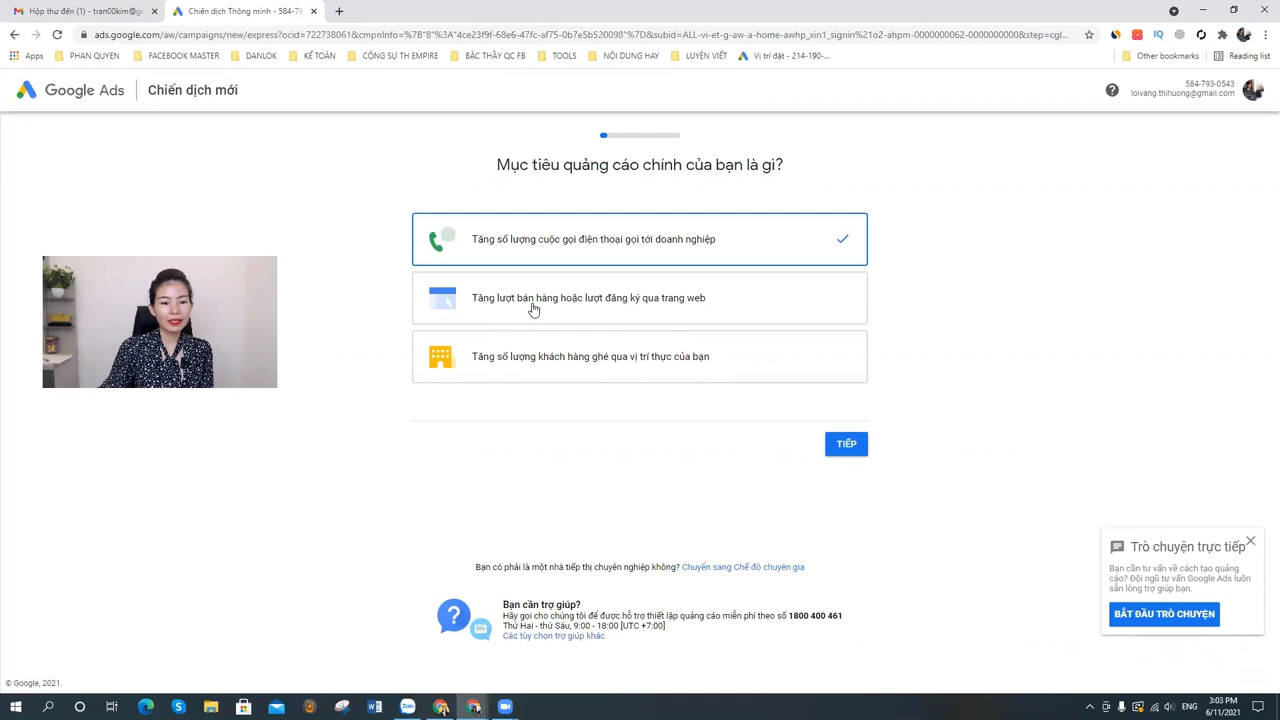 Hộp thư đến (1) - tran00kim@g
Chiến dịch Thông minh - 584-79
ads.google.com/aw/campaigns/new/express?ocid=722738061&cmpnInfo=%7B"8"%3A"4ce23f9f-68e6-47fc-af75-0b7e5b520098"%7D&subid=ALL-vi-et-g-aw-a-home-awhp_xin1_signin%21o2-ahpm-0000000062-0000000000&step=cgl...
Apps
PHAN QUYEN
FACEBOOK MASTER
DANLOK
KẾ TOÁN
CÔNG SỰ TH EMPIRE
BẬC THẦY QC FB
TOOLS
NỘI DUNG HAY
LUYỆN VIẾT
Vị trí đặt - 214-190-...
Other bookmarks
Reading list
Google Ads
Chiến dịch mới
584-793-0543
loivang.thihuong@gmail.com
Mục tiêu quảng cáo chính của bạn là gì?
Tăng số lượng cuộc gọi điện thoại gọi tới doanh nghiệp
Tăng lượt bán hàng hoặc lượt đăng ký qua trang web
Tăng số lượng khách hàng ghé qua vị trí thực của bạn
TIẾP
Bạn có phải là một nhà tiếp thị chuyên nghiệp không? Chuyển sang Chế độ chuyên gia
Bạn cần trợ giúp?
Hãy gọi cho chúng tôi để được hỗ trợ thiết lập quảng cáo miễn phí theo số 1800 400 461
Thứ Hai - thứ Sáu, 9:00 - 18:00 [UTC +7:00]
Các tùy chọn trợ giúp khác
Trò chuyện trực tiếp
Bạn cần tư vấn về cách tạo quảng
cáo? Đội ngũ tư vấn Google Ads luôn
sẵn lòng trợ giúp bạn.
BẮT ĐẦU TRÒ CHUYỆN
© Google, 2021.
Zalo
ENG
3:03 PM
6/11/2021